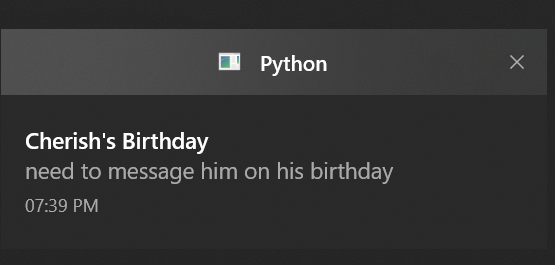 Python
Cherish's Birthday
need to message him on his birthday
07:39 PM